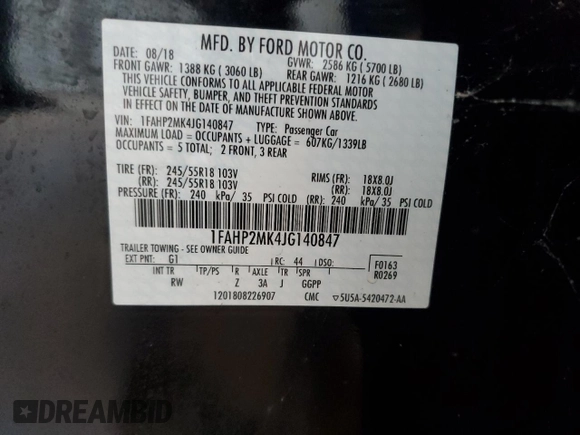 MFD. BY FORD MOTOR CO.
DATE: 08/18
GVWR: 2586 KG ( 5700 LB)
FRONT GAWR: 1388 KG ( 3060 LB)
REAR GAWR: 1216 KG ( 2680 LB)
THIS VEHICLE CONFORMS TO ALL APPLICABLE FEDERAL MOTOR
VEHICLE SAFETY, BUMPER, AND THEFT PREVENTION STANDARDS
IN EFFECT ON THE DATE OF MANUFACTURE SHOWN ABOVE.
VIN: 1FAHP2MK4JG140847 TYPE: Passenger Car
MAXIMUM LOAD = OCCUPANTS + LUGGAGE = 607KG/1339LB
OCCUPANTS = 5 TOTAL; 2 FRONT, 3 REAR
TIRE (FR): 245/55R18 103V RIMS (FR): 18X8.0J
(RR): 245/55R18 103V (RR): 18X8.0J
PRESSURE (FR): 240 kPa/ 35 PSI COLD (RR): 240 kPa/ 35 PSI COLD
1FAHP2MK4JG140847
TRAILER TOWING - SEE OWNER GUIDE
EXT PNT: G1 RC: 44 DSO: F0163
R0269
INT TR TP/PS R AXLE TR SPR
RW Z 3A J GGPP
1201808226907 CMC ▽5U5A-5420472-AA
DREAMBID